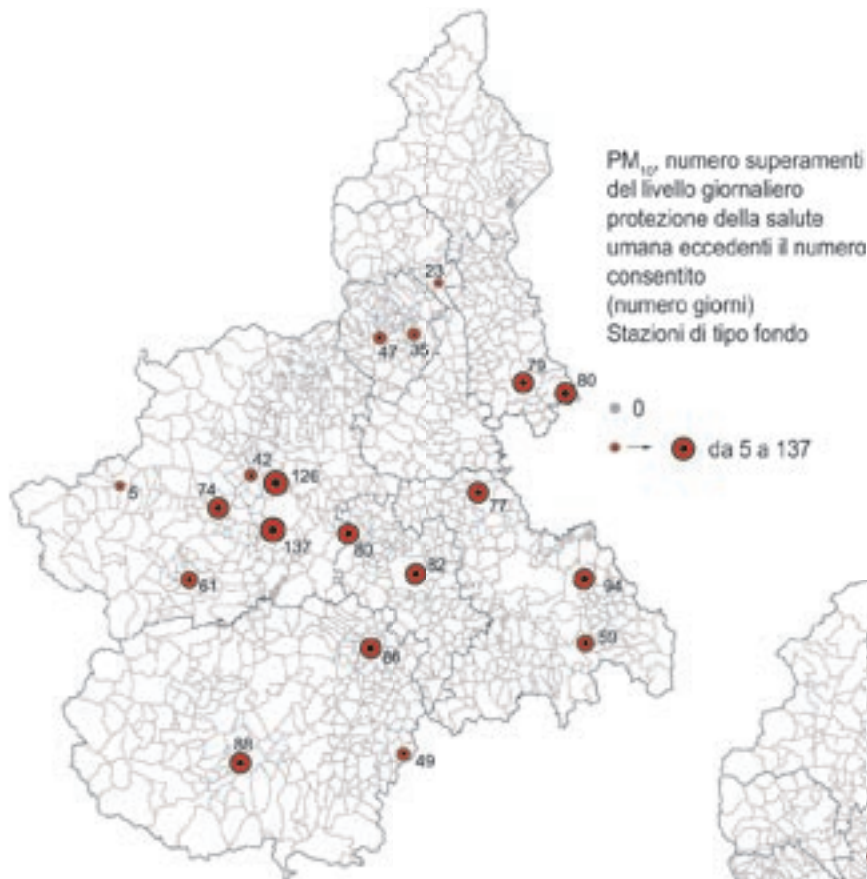 PM₁₀, numero superamenti
del livello giornaliero
protezione della salute
umana eccedenti il numero
consentito
(numero giorni)
Stazioni di tipo fondo
0
da 5 a 137
23
47
35
79
80
42
126
5
74
77
137
80
82
61
94
59
86
88
49